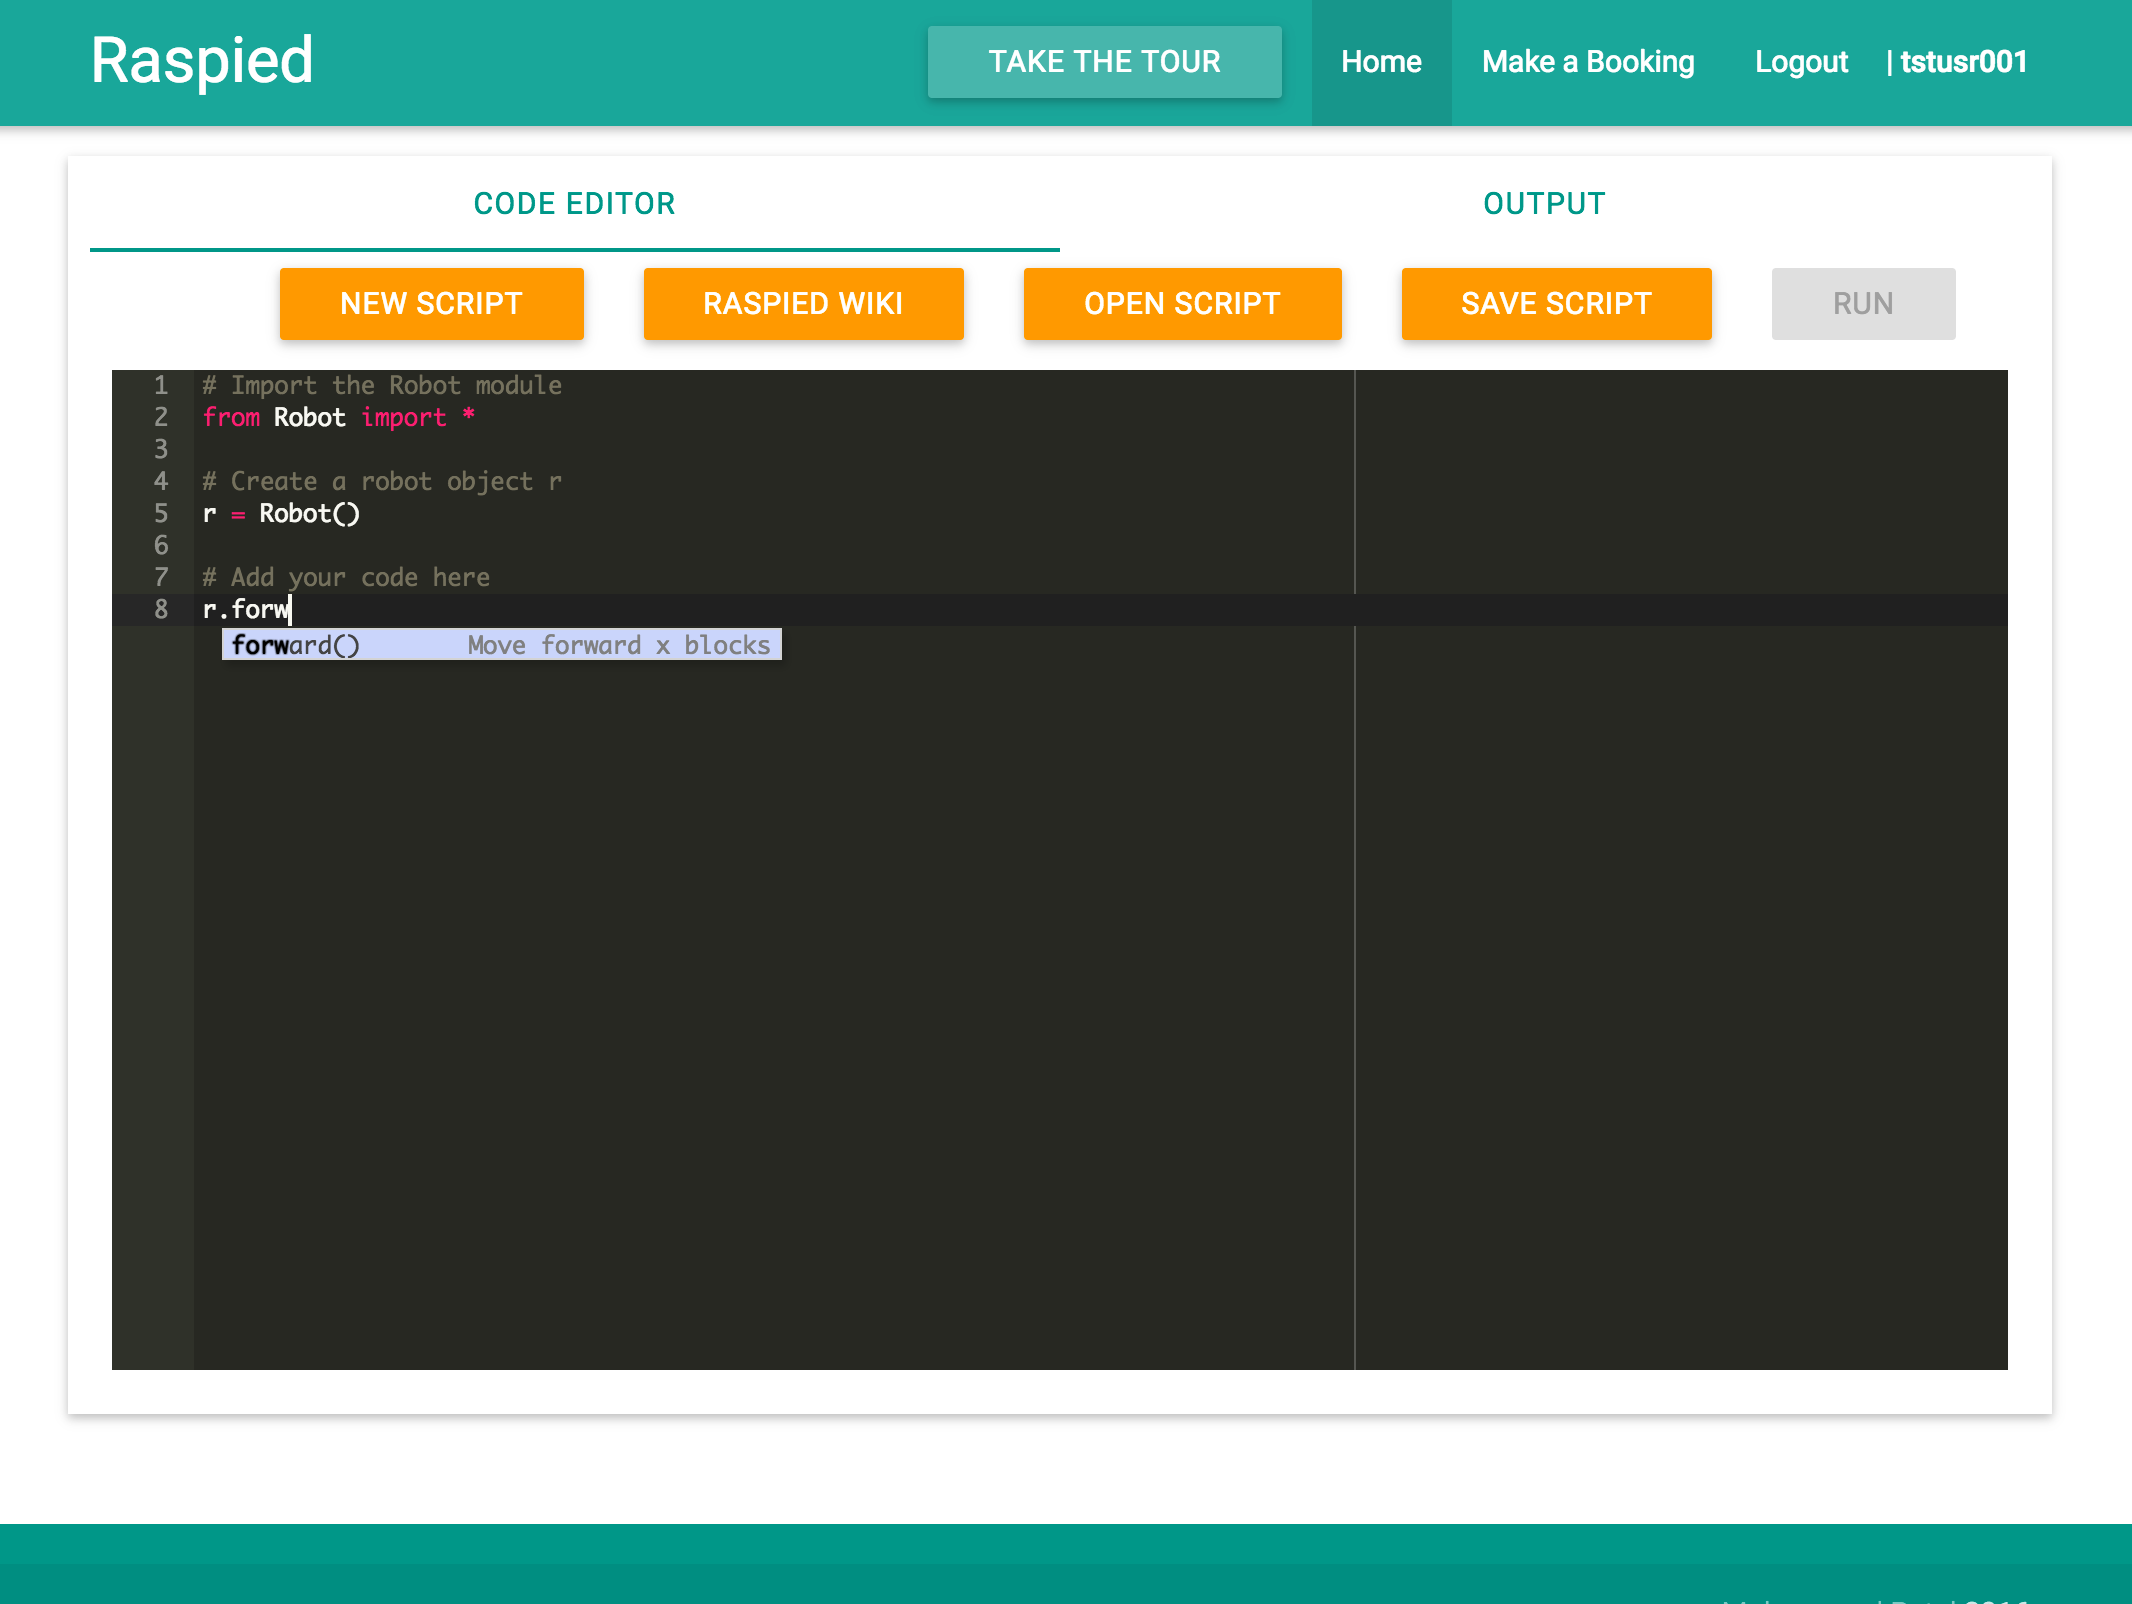 Raspied
TAKE THE TOUR
Home
Make a Booking
Logout
| tstusr001
CODE EDITOR
OUTPUT
NEW SCRIPT
RASPIED WIKI
OPEN SCRIPT
SAVE SCRIPT
RUN
1 # Import the Robot module
2 from Robot import *
3
4 # Create a robot object r
5 r = Robot()
6
7 # Add your code here
8 r.forw
forward() Move forward x blocks